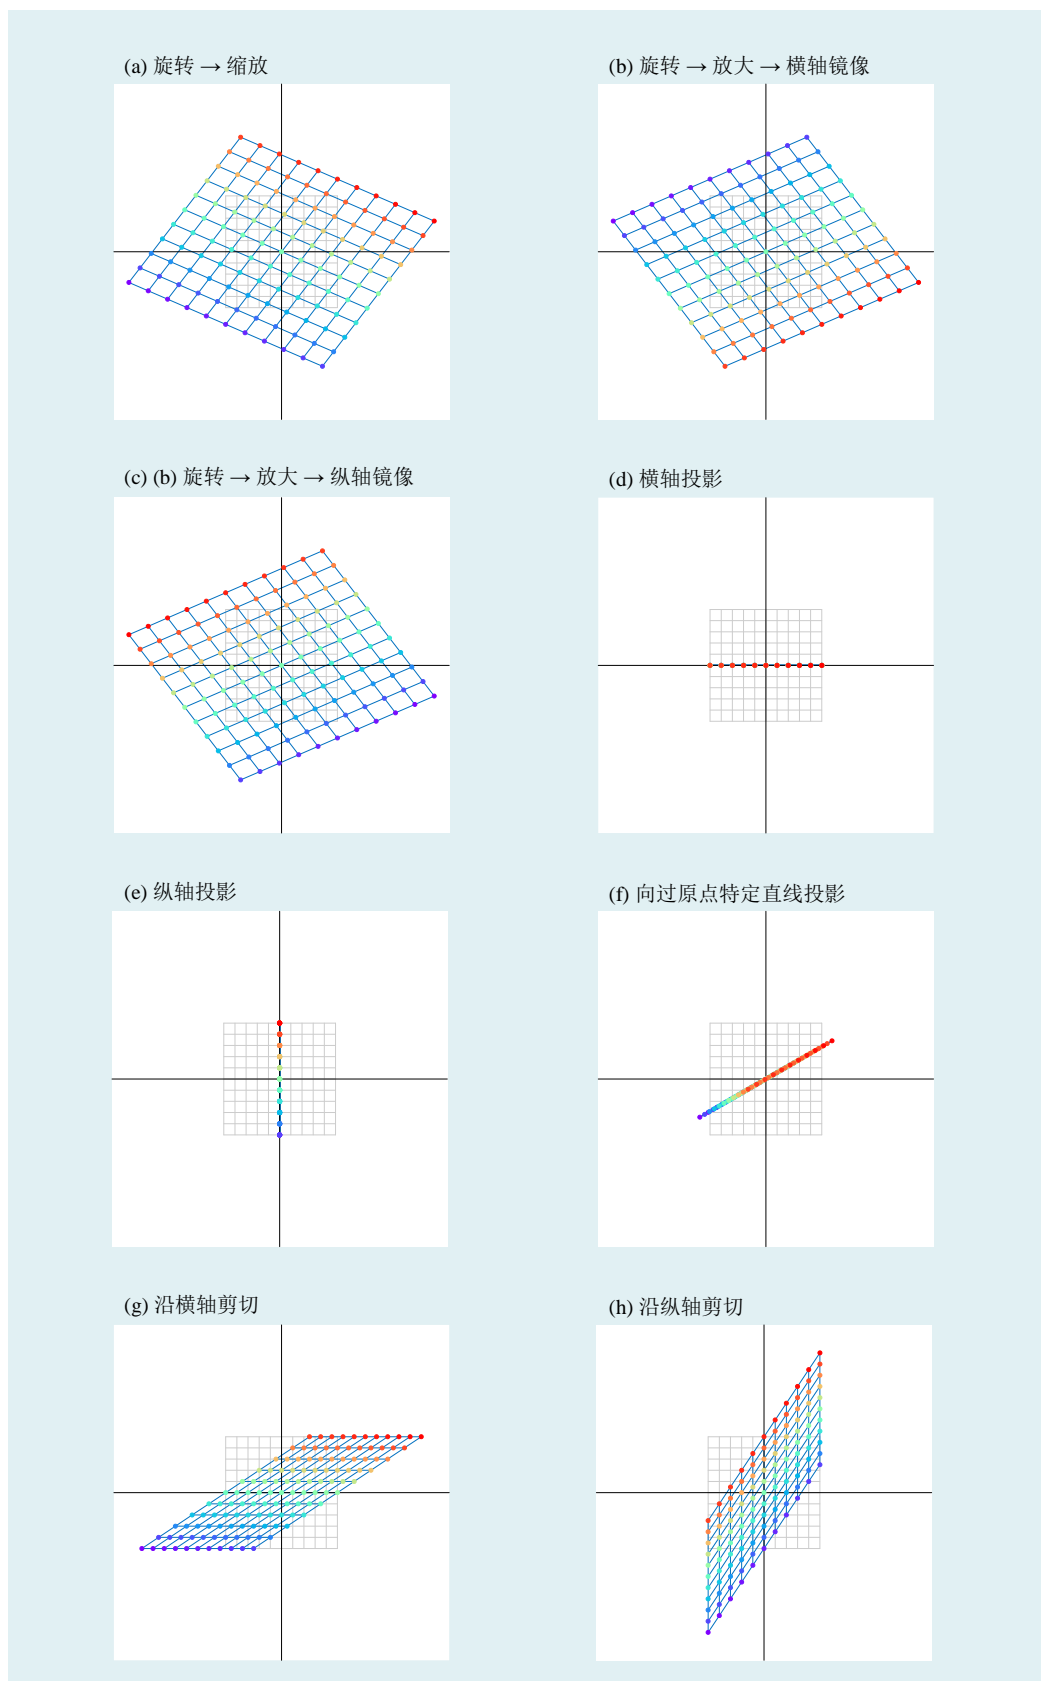 (a) 旋转 → 缩放
(b) 旋转 → 放大 → 横轴镜像
(c) (b) 旋转 → 放大 → 纵轴镜像
(d) 横轴投影
(e) 纵轴投影
(f) 向过原点特定直线投影
(g) 沿横轴剪切
(h) 沿纵轴剪切